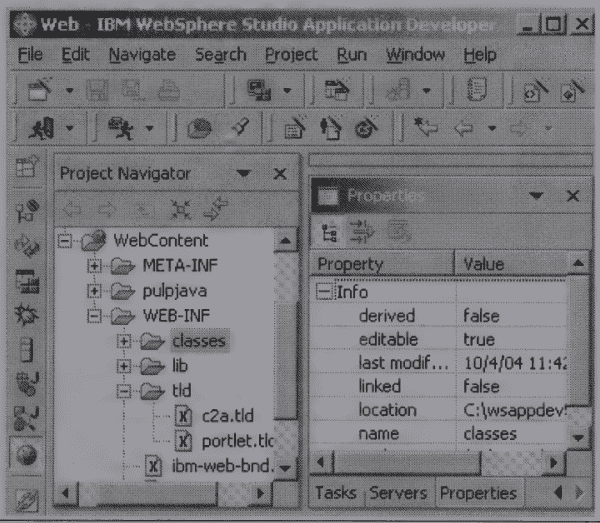 Web - IBM WebSphere Studio Application Developer
File Edit Navigate Search Project Run Window Help
Project Navigator
WebContent
META-INF
pulpjava
WEB-INF
classes
lib
tld
c2a.tld
portlet.tld
ibm-web-bnd.
Properties
Property Value
Info
derived false
editable true
last modif... 10/4/04 11:42
linked false
location C:\wsappdev
name classes
Tasks Servers Properties